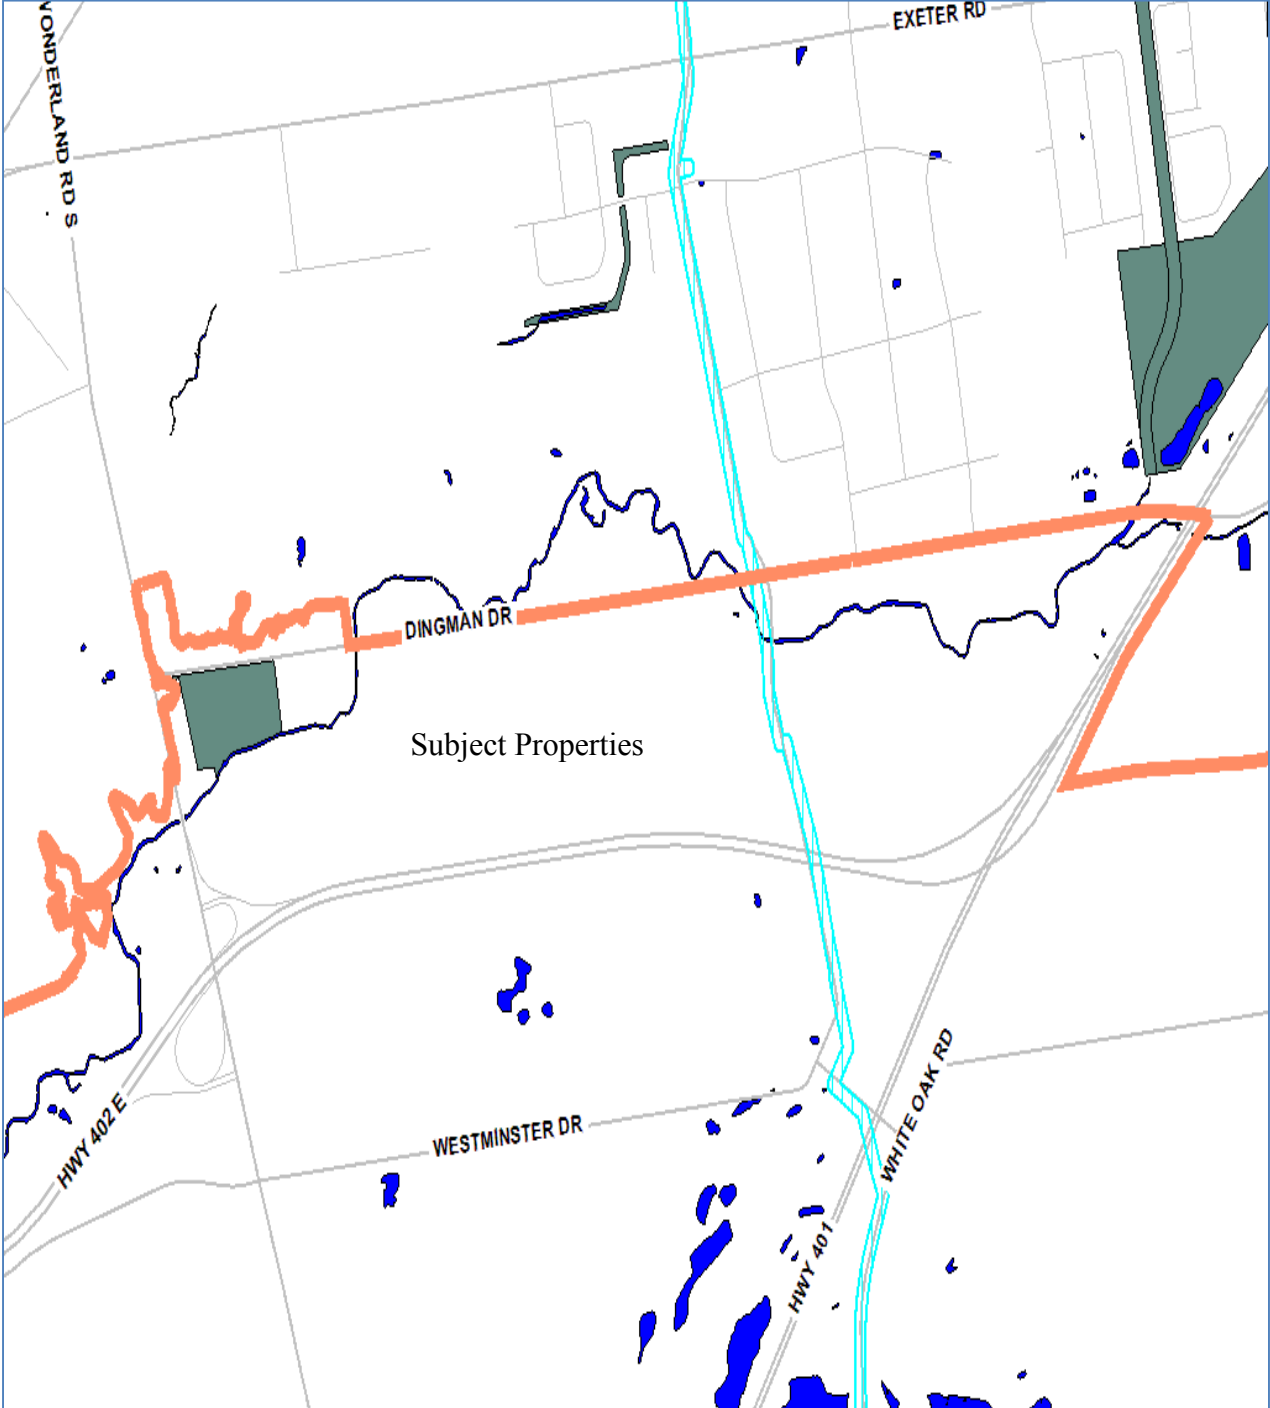 EXETER RD
WONDERLAND RD S
DINGMAN DR
Subject Properties
HWY 402 E
WESTMINSTER DR
WHITE OAK RD
HWY 401